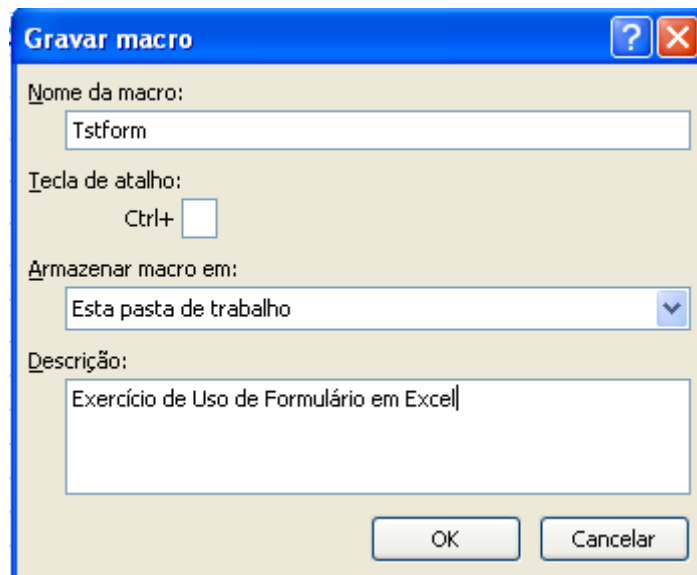 Gravar macro
Nome da macro:
Tstform
Tecla de atalho:
Ctrl+
Armazenar macro em:
Esta pasta de trabalho
Descrição:
Exercício de Uso de Formulário em Excel
OK Cancelar